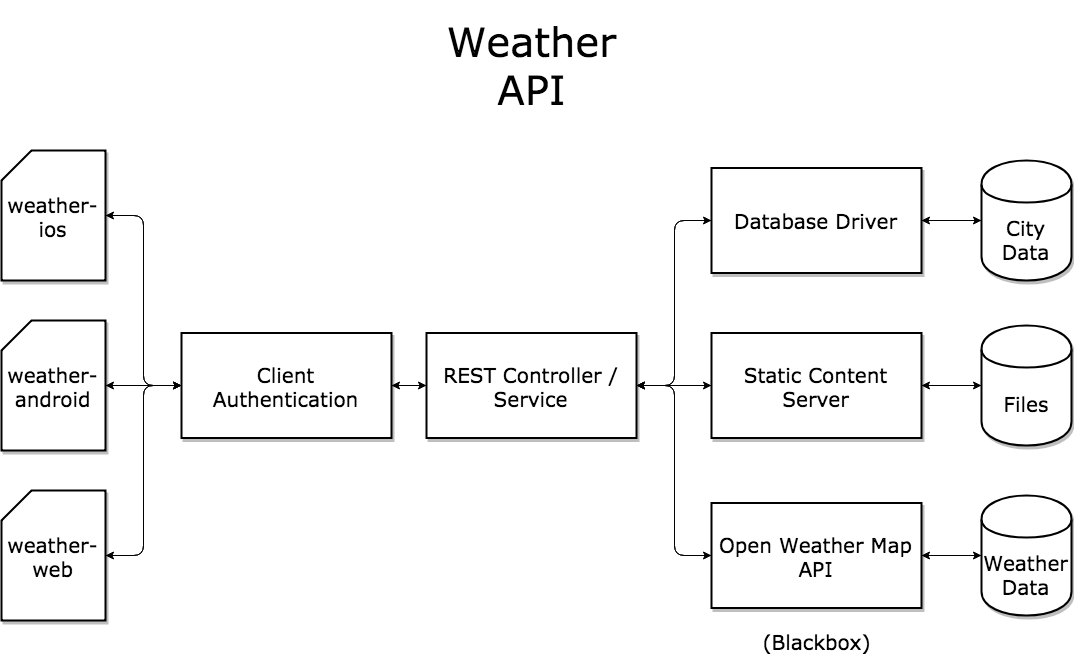 Weather
API
weather-
ios
weather-
android
weather-
web
Client
Authentication
REST Controller /
Service
Database Driver
Static Content
Server
Open Weather Map
API
(Blackbox)
City
Data
Files
Weather
Data